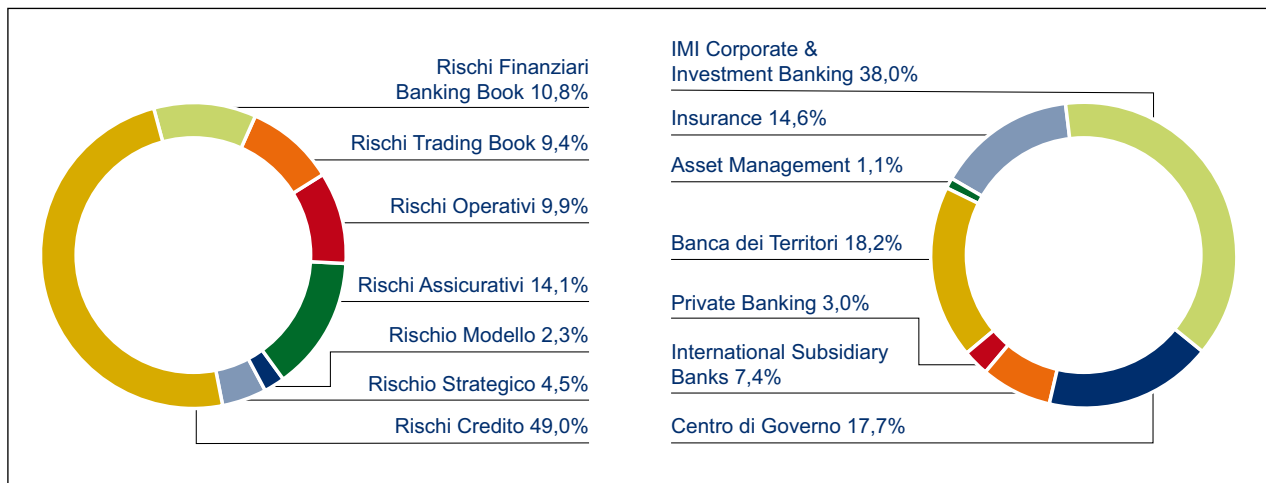 Rischi Finanziari
Banking Book 10,8%
Rischi Trading Book 9,4%
Rischi Operativi 9,9%
Rischi Assicurativi 14,1%
Rischio Modello 2,3%
Rischio Strategico 4,5%
Rischi Credito 49,0%
IMI Corporate &
Investment Banking 38,0%
Insurance 14,6%
Asset Management 1,1%
Banca dei Territori 18,2%
Private Banking 3,0%
International Subsidiary
Banks 7,4%
Centro di Governo 17,7%